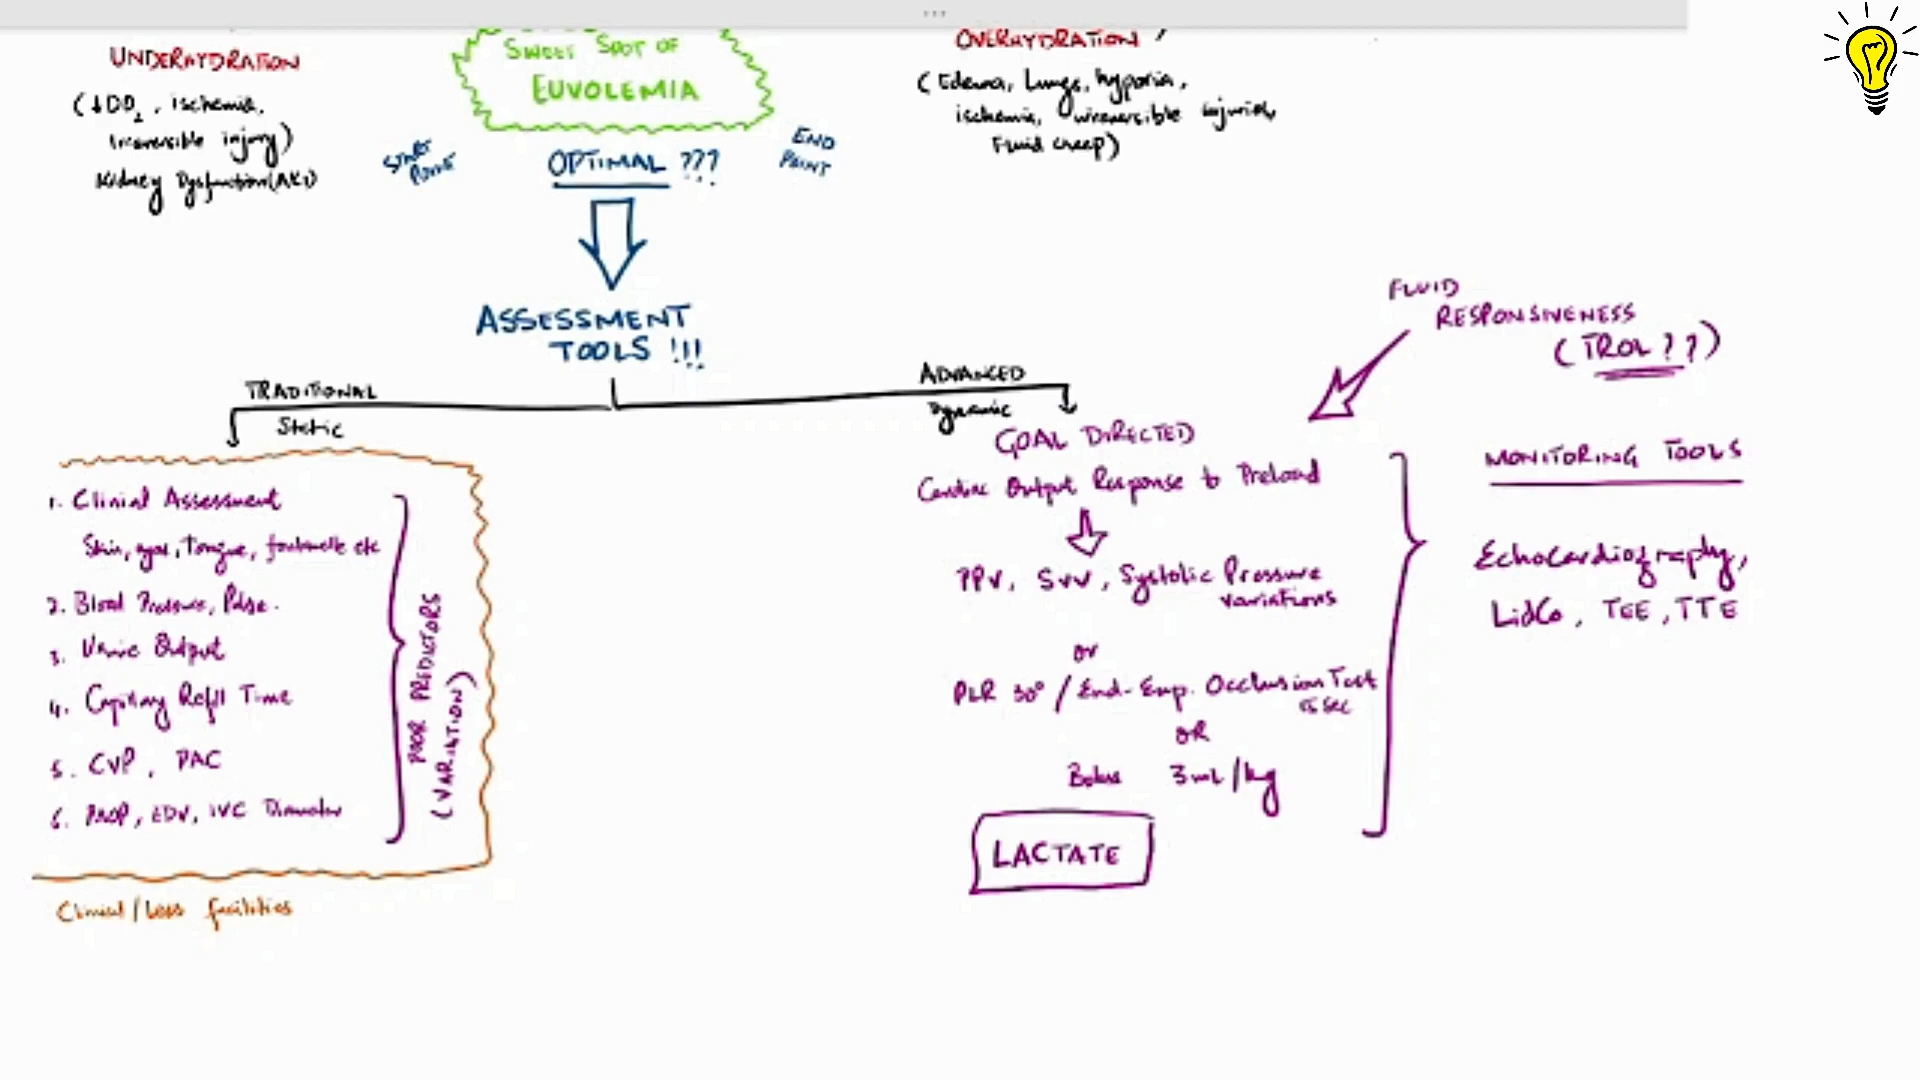 UNDERHYDRATION
(↓DO2, ischemia,
Irreversible injury)
Kidney Dysfunction(AKI)
SWEET SPOT OF
EUVOLEMIA
START POINT
OPTIMAL ???
END POINT
OVERHYDRATION
(Edema, Lungs, hypoxia,
ischemia, irreversible injuries,
Fluid creep)
ASSESSMENT
TOOLS !!!
TRADITIONAL
Static
ADVANCED
Dynamic
1. Clinical Assessment
Skin, eyes, Tongue, fontanelle etc
2. Blood Pressure, Pulse.
3. Urine Output
4. Capillary Refill Time
5. CVP, PAC
6. PAOP, EDV, IVC Diameter
POOR PREDICTORS
(VARIATION)
Clinical/Less facilities
GOAL DIRECTED
Cardiac Output Response to Preload
PPV, SVV, Systolic Pressure
variations
or
PLR 30° / End-Exp. Occlusion Test
15 sec
OR
Bolus 3mL/kg
LACTATE
FLUID
RESPONSIVENESS
(TROL??)
MONITORING TOOLS
Echocardiography,
LidCo, TEE, TTE